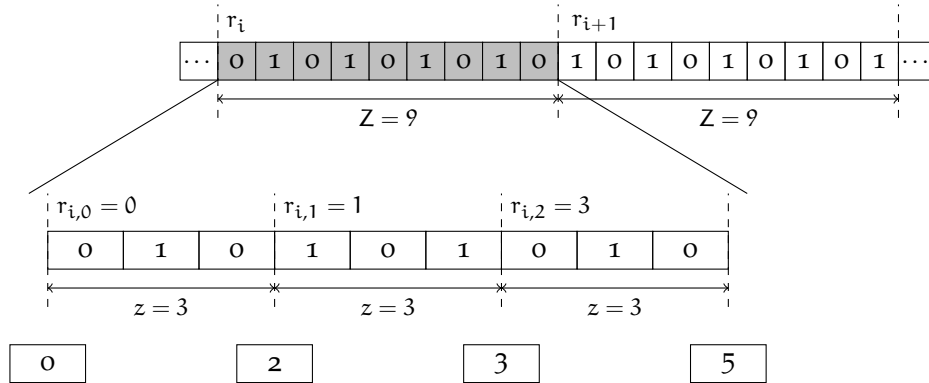 r_i r_{i+1}
··· 0 1 0 1 0 1 0 1 0 1 0 1 0 1 0 1 0 1 ···
Z = 9 Z = 9
r_{i,0} = 0 r_{i,1} = 1 r_{i,2} = 3
0 1 0 1 0 1 0 1 0
z = 3 z = 3 z = 3
0 2 3 5